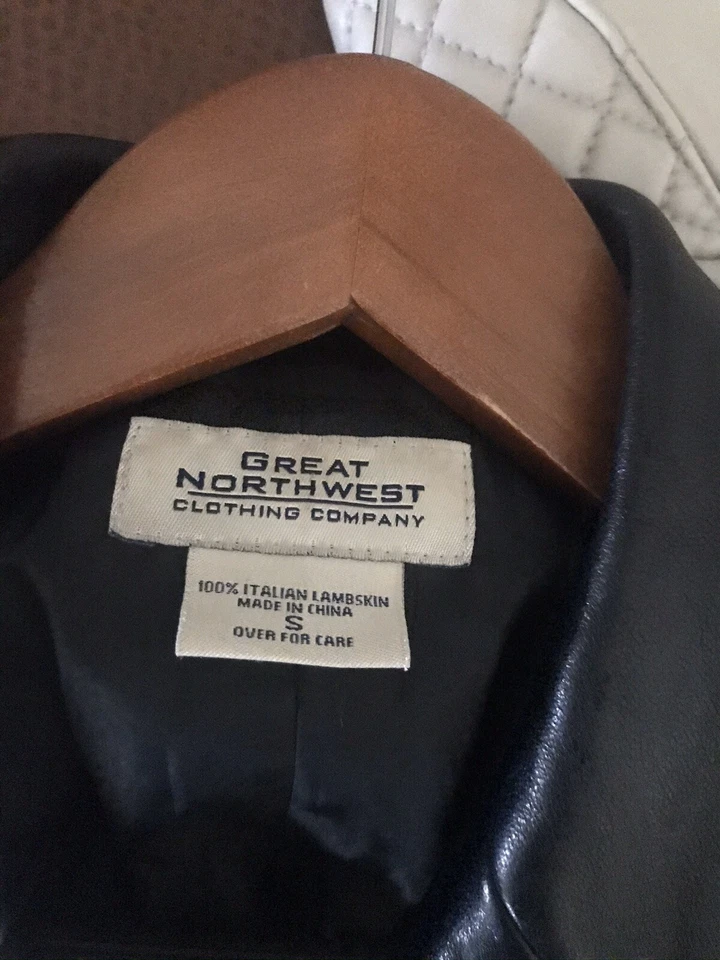 GREAT
NORTHWEST
CLOTHING COMPANY
100% ITALIAN LAMBSKIN
MADE IN CHINA
S
OVER FOR CARE